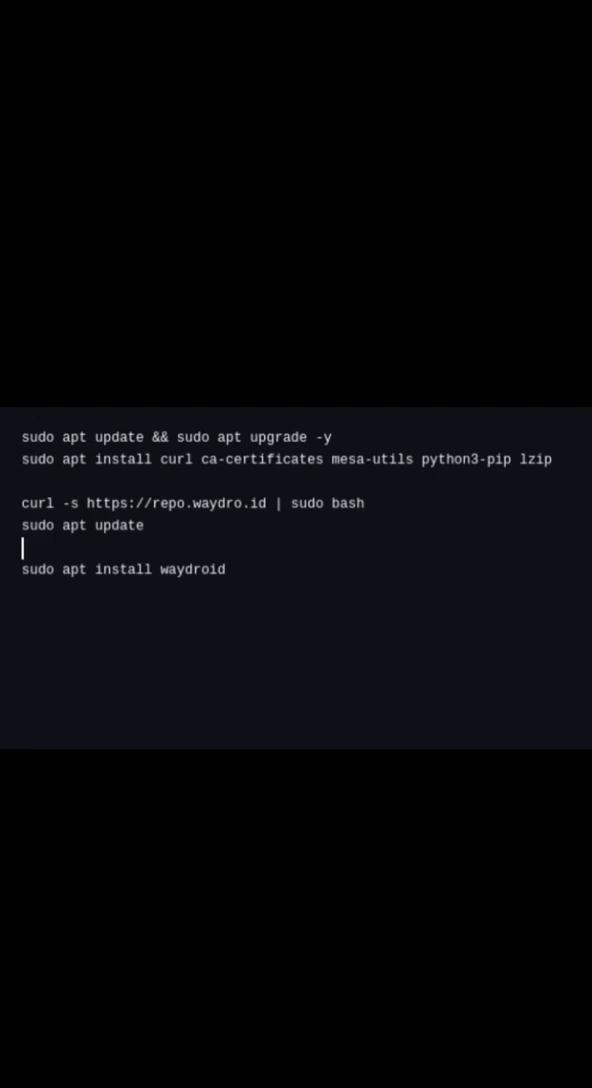 sudo apt update && sudo apt upgrade -y
sudo apt install curl ca-certificates mesa-utils python3-pip lzip
curl -s https://repo.waydro.id | sudo bash
sudo apt update
sudo apt install waydroid